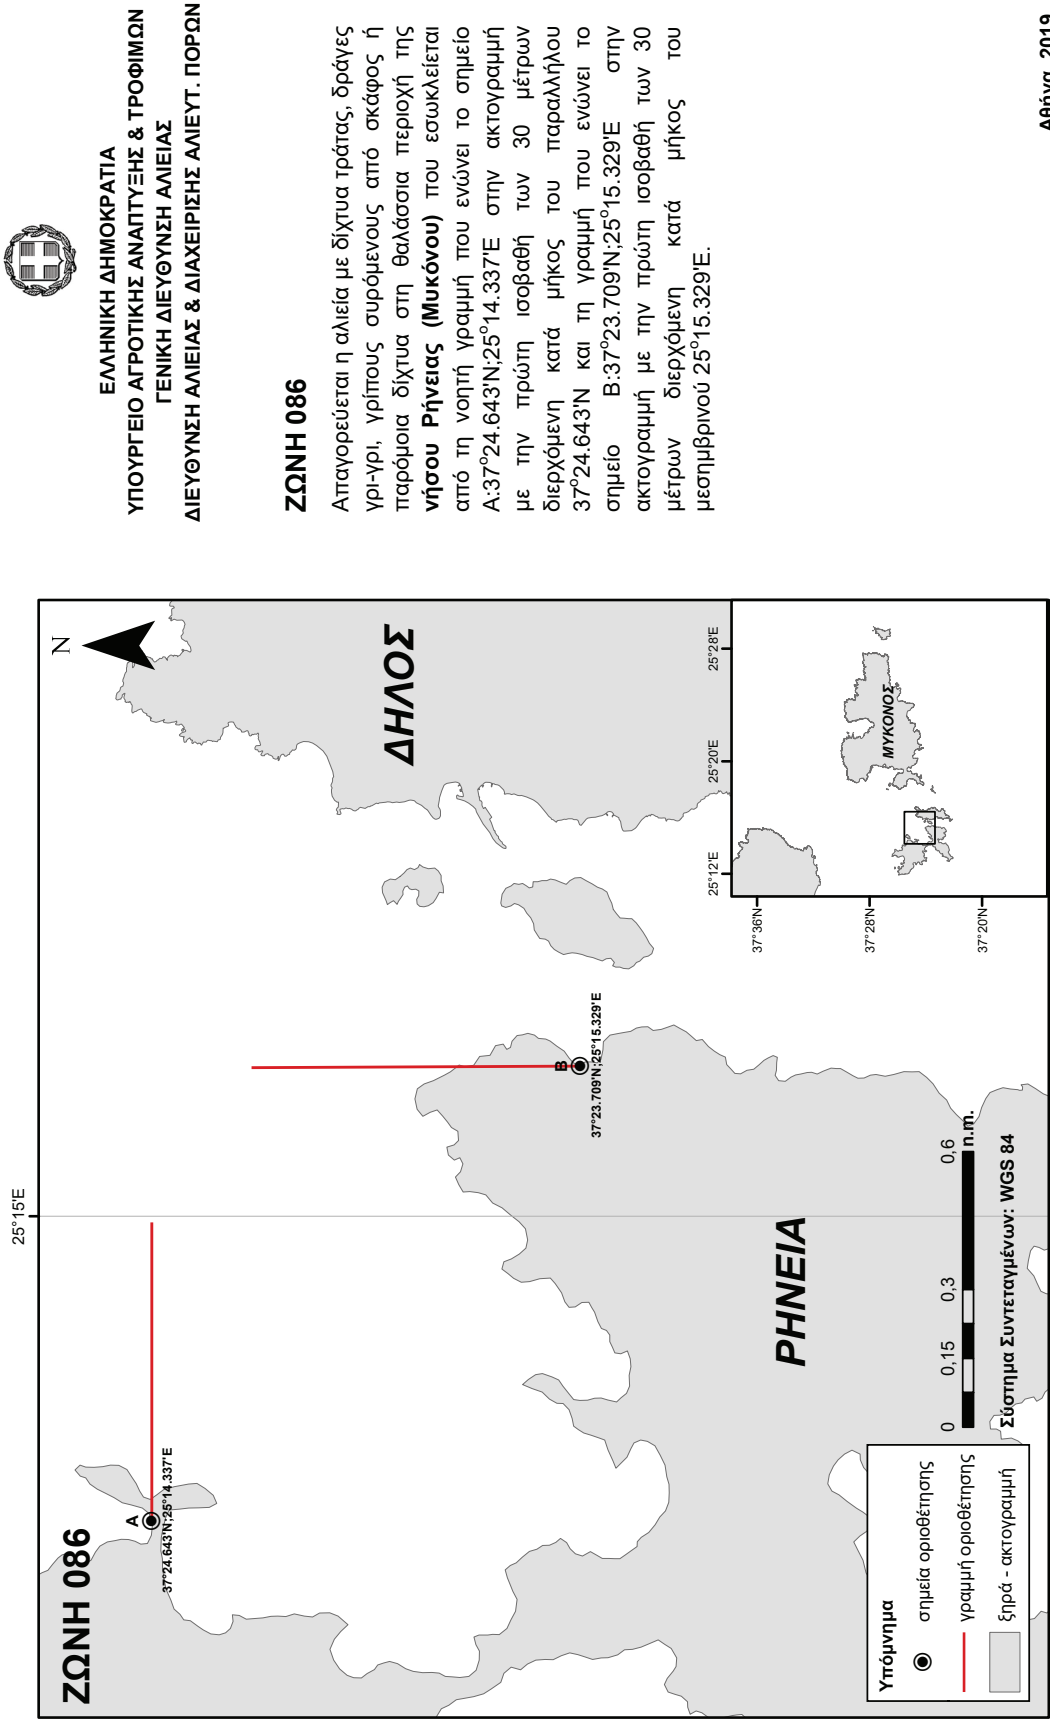 ΕΛΛΗΝΙΚΗ ΔΗΜΟΚΡΑΤΙΑ
ΥΠΟΥΡΓΕΙΟ ΑΓΡΟΤΙΚΗΣ ΑΝΑΠΤΥΞΗΣ & ΤΡΟΦΙΜΩΝ
ΓΕΝΙΚΗ ΔΙΕΥΘΥΝΣΗ ΑΛΙΕΙΑΣ
ΔΙΕΥΘΥΝΣΗ ΑΛΙΕΙΑΣ & ΔΙΑΧΕΙΡΙΣΗΣ ΑΛΙΕΥΤ. ΠΟΡΩΝ
ΖΩΝΗ 086
Απαγορεύεται η αλιεία με δίχτυα τράτας, δράγες
γρι-γρι, γρίπους συρόμενους από σκάφος ή
παρόμοια δίχτυα στη θαλάσσια περιοχή της
νήσου Ρήνειας (Μυκόνου) που εσωκλείεται
από τη νοητή γραμμή που ενώνει το σημείο
Α:37°24.643'N;25°14.337'E στην ακτογραμμή
με την πρώτη ισοβαθή των 30 μέτρων
διερχόμενη κατά μήκος του παραλλήλου
37°24.643'N και τη γραμμή που ενώνει το
σημείο Β:37°23.709'N;25°15.329'E στην
ακτογραμμή με την πρώτη ισοβαθή των 30
μέτρων διερχόμενη κατά μήκος του
μεσημβρινού 25°15.329'E.
Αθήνα, 2019
25°15'E
ΖΩΝΗ 086
N
A
37°24.643'N;25°14.337'E
B
37°23.709'N;25°15.329'E
ΔΗΛΟΣ
ΡΗΝΕΙΑ
25°12'E
25°20'E
25°28'E
37°36'N
37°28'N
37°20'N
ΜΥΚΟΝΟΣ
Υπόμνημα
σημεία οριοθέτησης
γραμμή οριοθέτησης
ξηρά - ακτογραμμή
0 0,15 0,3 0,6
n.m.
Σύστημα Συντεταγμένων: WGS 84